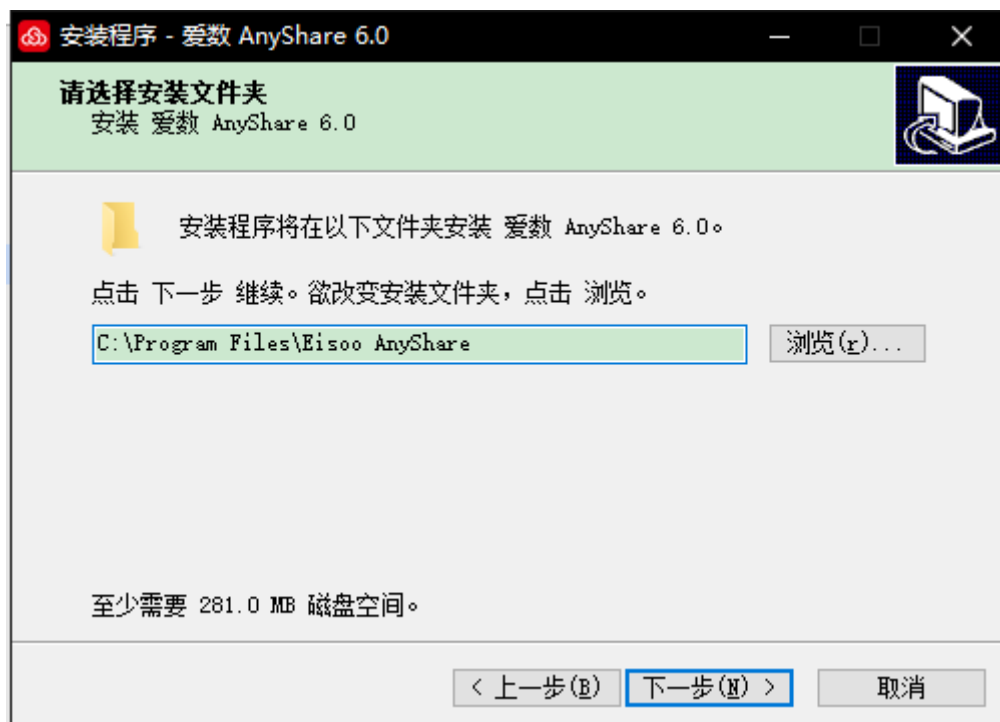 安装程序 - 爱数 AnyShare 6.0
请选择安装文件夹
安装 爱数 AnyShare 6.0
安装程序将在以下文件夹安装 爱数 AnyShare 6.0。
点击 下一步 继续。欲改变安装文件夹，点击 浏览。
C:\Program Files\Eisoo AnyShare 浏览(r)...
至少需要 281.0 MB 磁盘空间。
< 上一步(B) 下一步(N) > 取消